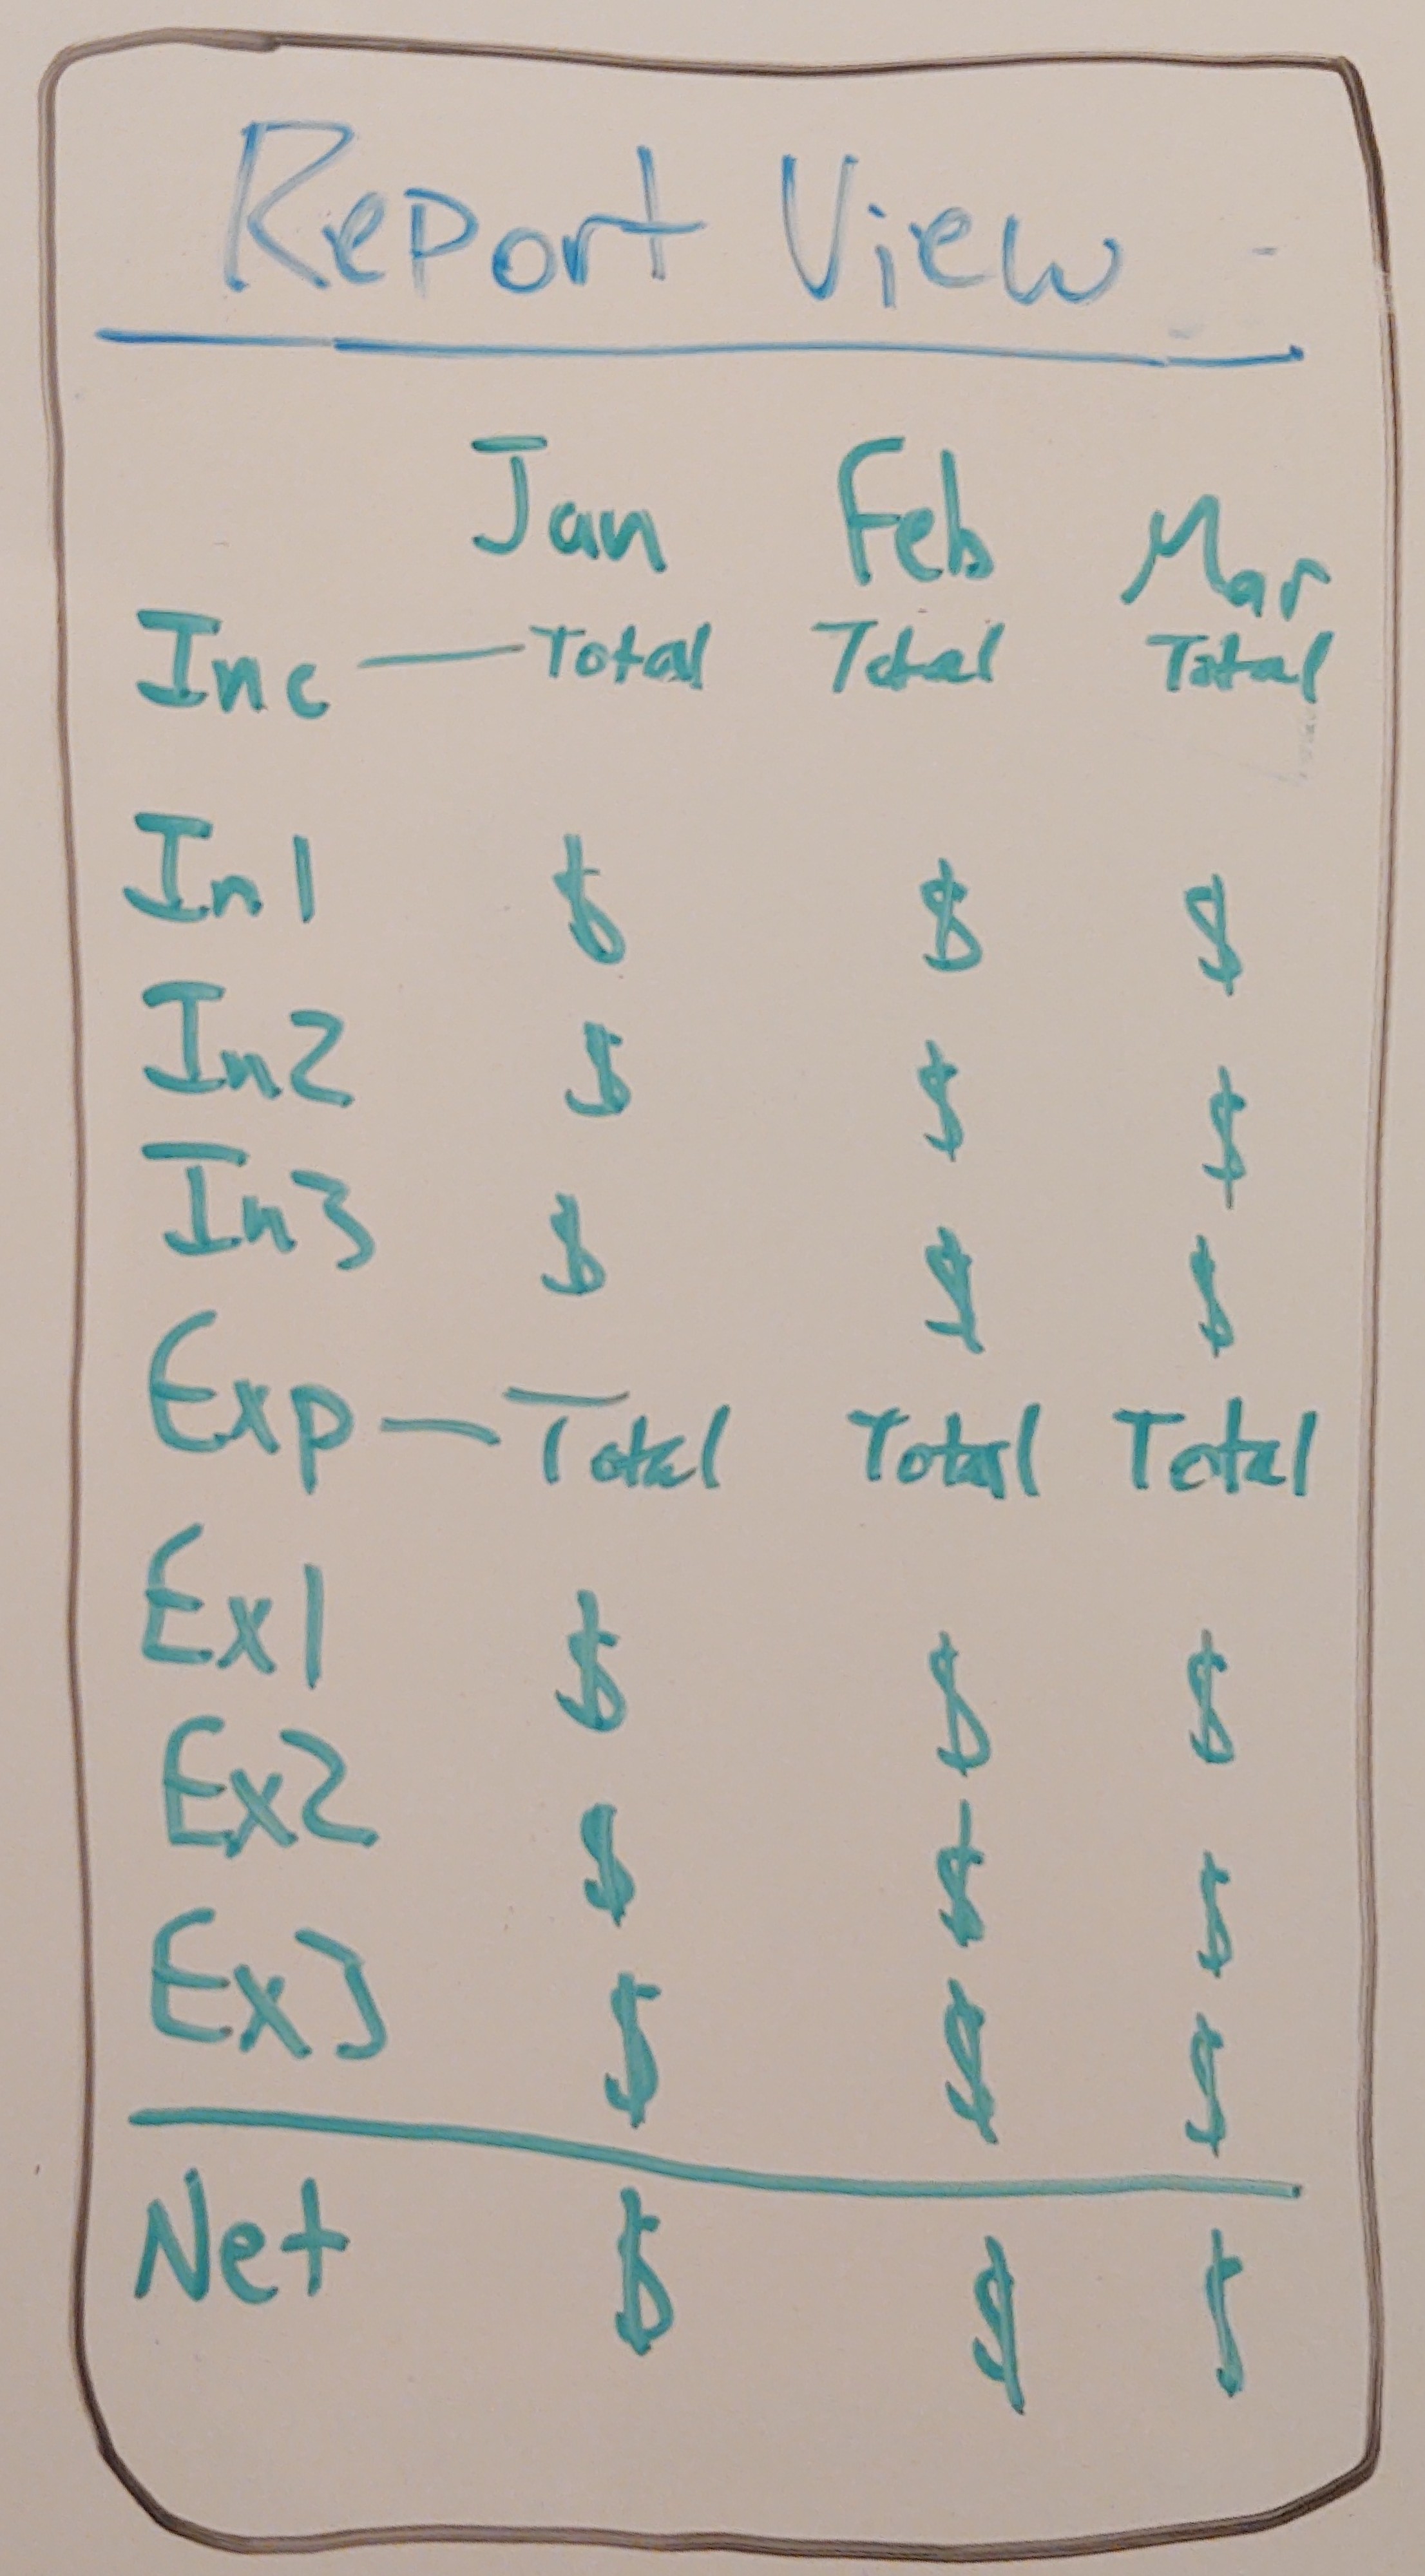 Report View
Jan Feb Mar
Inc — Total Total Total
In1 $ $ $
In2 $ $ $
In3 $ $ $
Exp — Total Total Total
Ex1 $ $ $
Ex2 $ $ $
Ex3 $ $ $
Net $ $ $